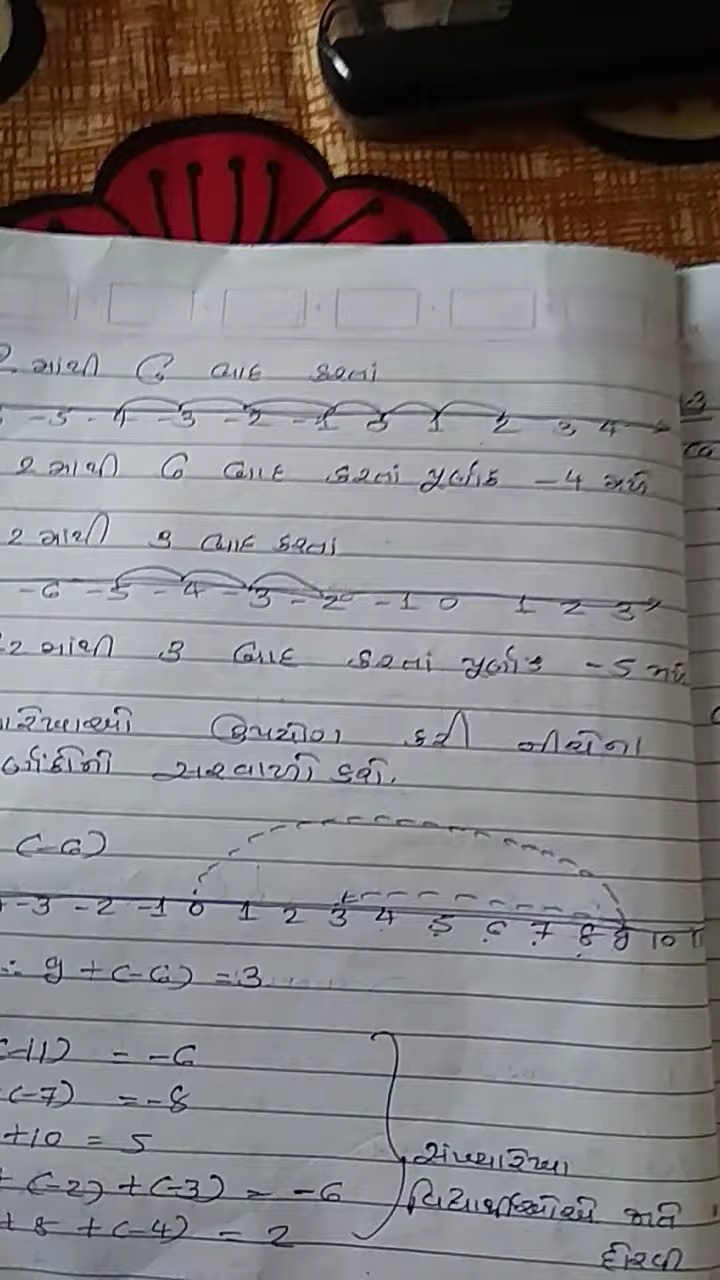 માંથી 6 બાદ કરતાં
-5 -4 -3 -2 -1 0 1 2 3 4
2 માંથી 6 બાદ કરતાં પૂર્ણાંક -4 મળે
2 માંથી 3 બાદ કરતાં
-6 -5 -4 -3 -2 -1 0 1 2 3
-2 માંથી 3 બાદ કરતાં પૂર્ણાંક -5 મળે
ઉપયોગ કરી નીચેના
સરવાળો કરો.
(-6)
-3 -2 -1 0 1 2 3 4 5 6 7 8 9 10 11
∴ 9 + (-6) = 3
(-11) = -6
(-7) = -8
+10 = 5
+ (-2) + (-3) = -6
+ 8 + (-4) = 2
સંખ્યારેખા
વિદ્યાર્થીઓએ જાતે
દોરવી